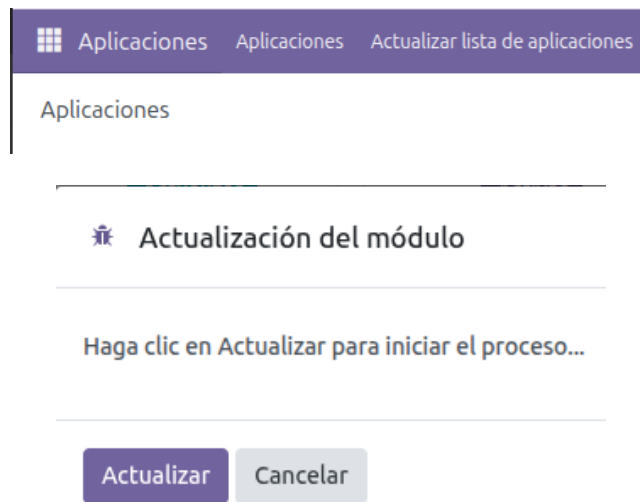 Aplicaciones Aplicaciones Actualizar lista de aplicaciones
Aplicaciones
Actualización del módulo
Haga clic en Actualizar para iniciar el proceso...
Actualizar Cancelar